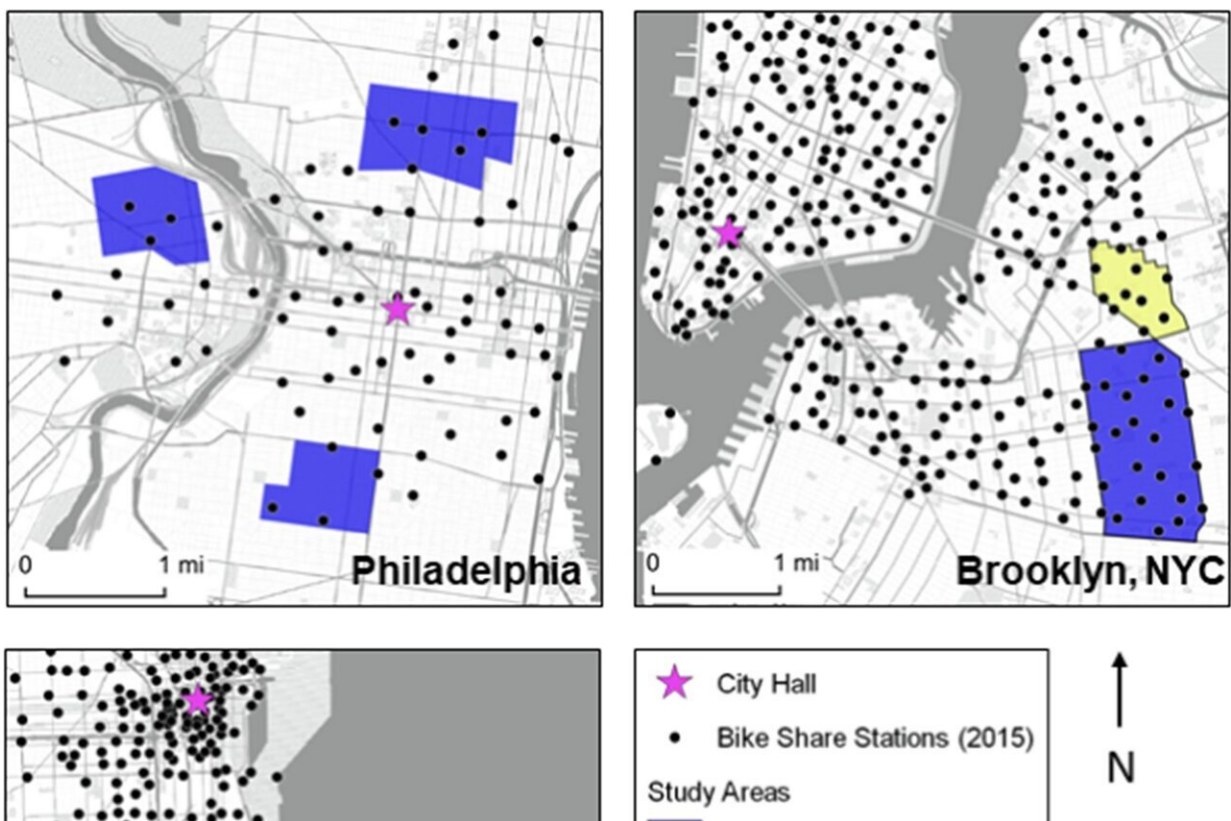 0 1 mi
Philadelphia
0 1 mi
Brooklyn, NYC
City Hall
Bike Share Stations (2015)
Study Areas
N